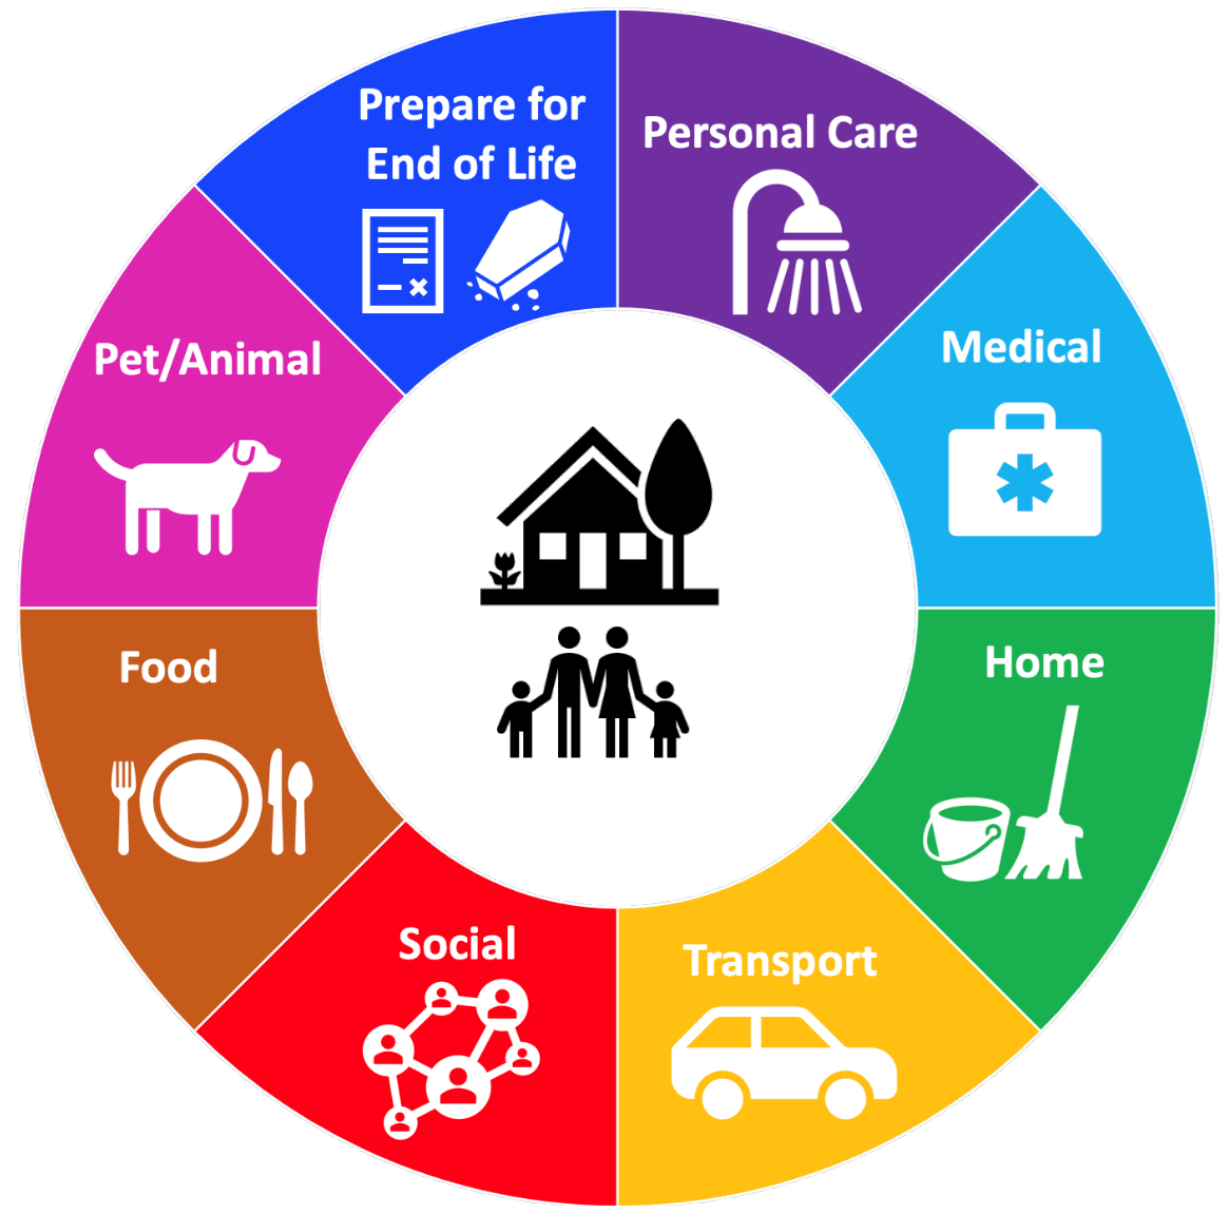 Prepare for
End of Life
Personal Care
Medical
Home
Transport
Social
Food
Pet/Animal